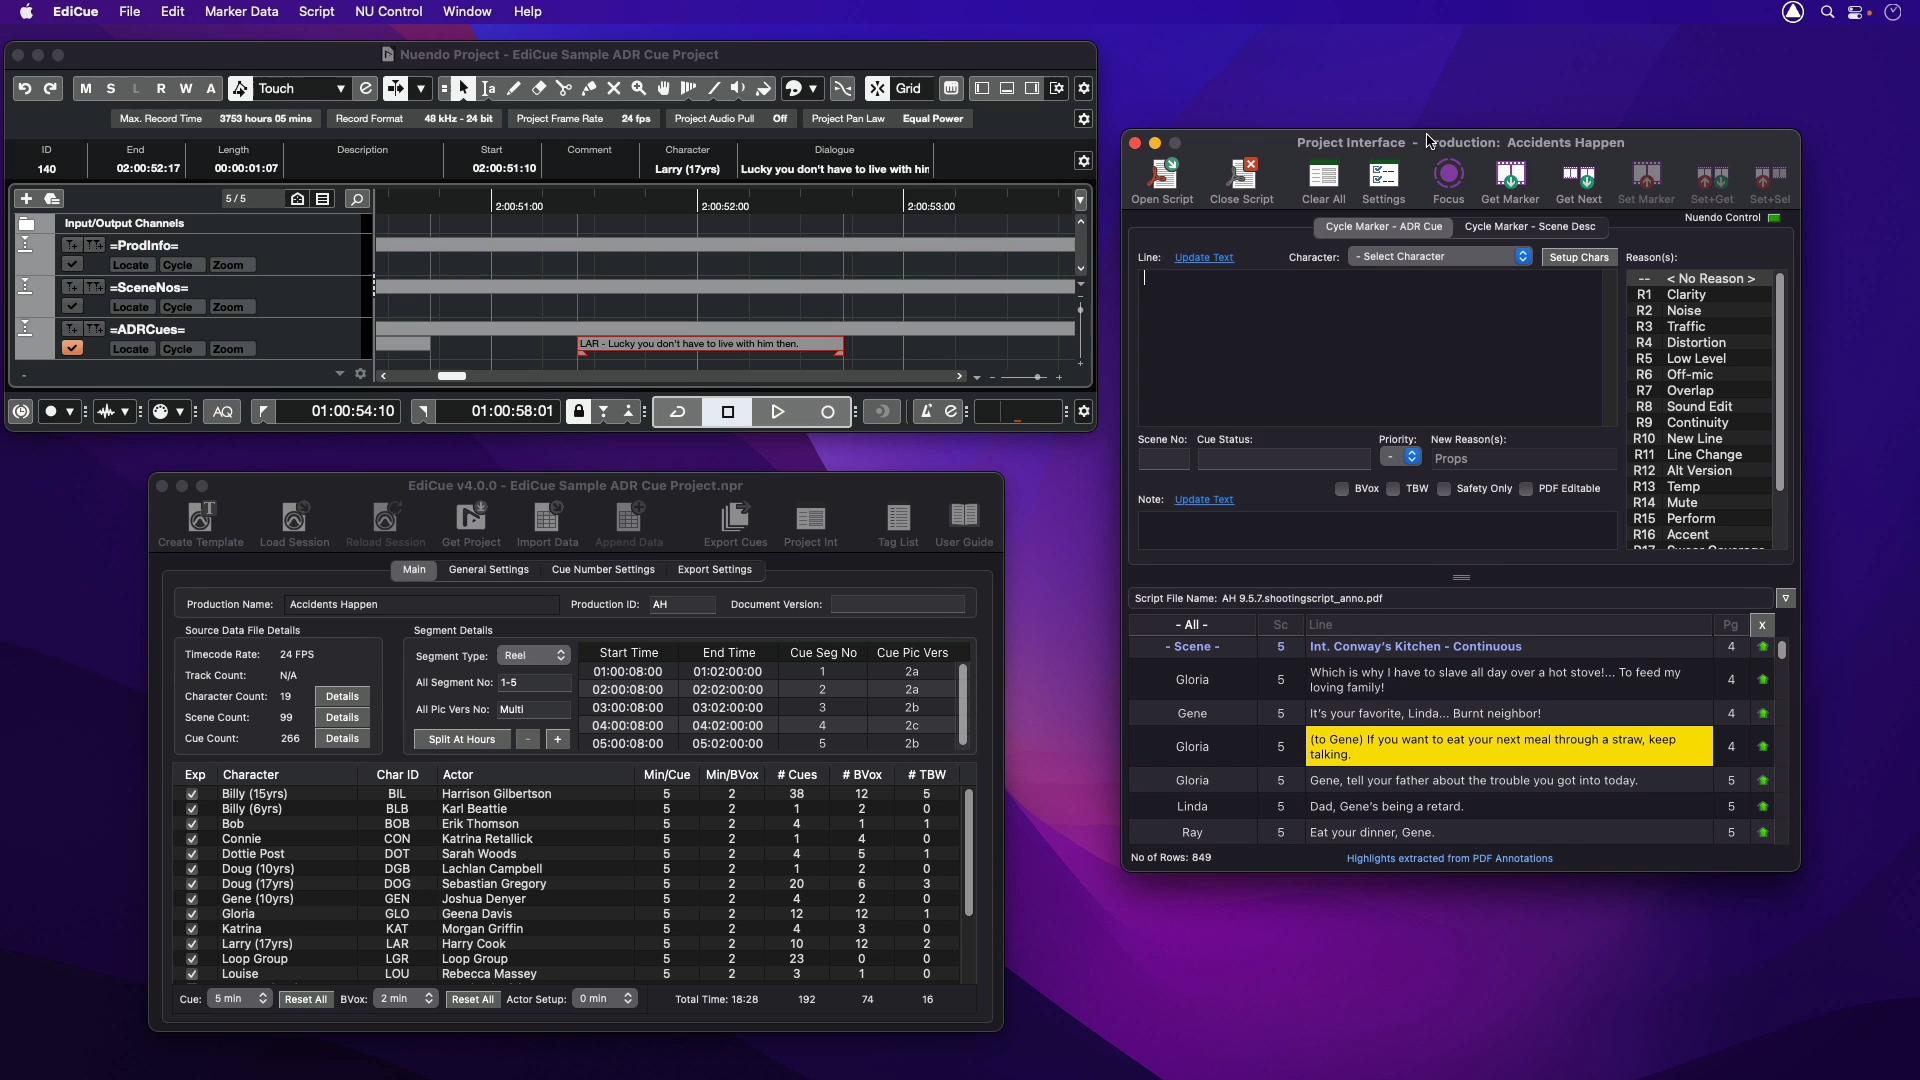 EdiCue File Edit Marker Data Script NU Control Window Help
Nuendo Project - EdiCue Sample ADR Cue Project
M S L R W A Touch Grid
Max. Record Time 3753 hours 05 mins Record Format 48 kHz - 24 bit Project Frame Rate 24 fps Project Audio Pull Off Project Pan Law Equal Power
ID End Length Description Start Comment Character Dialogue
140 02:00:52:17 00:00:01:07 02:00:51:10 Larry (17yrs) Lucky you don't have to live with him
5 / 5 2:00:51:00 2:00:52:00 2:00:53:00
Input/Output Channels
=ProdInfo=
Locate Cycle Zoom
=SceneNos=
Locate Cycle Zoom
=ADRCues=
Locate Cycle Zoom LAR - Lucky you don't have to live with him then.
AQ 01:00:54:10 01:00:58:01
EdiCue v4.0.0 - EdiCue Sample ADR Cue Project.npr
Create Template Load Session Reload Session Get Project Import Data Append Data Export Cues Project Int Tag List User Guide
Main General Settings Cue Number Settings Export Settings
Production Name: Accidents Happen Production ID: AH Document Version:
Source Data File Details Segment Details
Timecode Rate: 24 FPS
Track Count: N/A
Character Count: 19 Details
Scene Count: 99 Details
Cue Count: 266 Details
Segment Type: Reel
All Segment No: 1-5
All Pic Vers No: Multi
Split At Hours - +
Start Time End Time Cue Seg No Cue Pic Vers
01:00:08:00 01:02:00:00 1 2a
02:00:08:00 02:02:00:00 2 2a
03:00:08:00 03:02:00:00 3 2b
04:00:08:00 04:02:00:00 4 2c
05:00:08:00 05:02:00:00 5 2b
Exp Character Char ID Actor Min/Cue Min/BVox # Cues # BVox # TBW
Billy (15yrs) BIL Harrison Gilbertson 5 2 38 12 5
Billy (6yrs) BLB Karl Beattie 5 2 1 2 0
Bob BOB Erik Thomson 5 2 4 1 1
Connie CON Katrina Retallick 5 2 1 4 0
Dottie Post DOT Sarah Woods 5 2 4 5 1
Doug (10yrs) DGB Lachlan Campbell 5 2 1 2 0
Doug (17yrs) DOG Sebastian Gregory 5 2 20 6 3
Gene (10yrs) GEN Joshua Denyer 5 2 4 2 0
Gloria GLO Geena Davis 5 2 12 12 1
Katrina KAT Morgan Griffin 5 2 4 3 0
Larry (17yrs) LAR Harry Cook 5 2 10 12 2
Loop Group LGR Loop Group 5 2 23 0 0
Louise LOU Rebecca Massey 5 2 3 1 0
Cue: 5 min Reset All BVox: 2 min Reset All Actor Setup: 0 min Total Time: 18:28 192 74 16
Project Interface - Production: Accidents Happen
Open Script Close Script Clear All Settings Focus Get Marker Get Next Set Marker Set+Get Set+Sel
Nuendo Control
Cycle Marker - ADR Cue Cycle Marker - Scene Desc
Line: Update Text Character: - Select Character Setup Chars Reason(s):
-- < No Reason >
R1 Clarity
R2 Noise
R3 Traffic
R4 Distortion
R5 Low Level
R6 Off-mic
R7 Overlap
R8 Sound Edit
R9 Continuity
R10 New Line
R11 Line Change
R12 Alt Version
R13 Temp
R14 Mute
R15 Perform
R16 Accent
Scene No: Cue Status: Priority: New Reason(s):
- Props
BVox TBW Safety Only PDF Editable
Note: Update Text
Script File Name: AH 9.5.7.shootingscript_anno.pdf
- All - Sc Line Pg X
- Scene - 5 Int. Conway's Kitchen - Continuous 4
Gloria 5 Which is why I have to slave all day over a hot stove!... To feed my 4
loving family!
Gene 5 It's your favorite, Linda... Burnt neighbor! 4
Gloria 5 (to Gene) If you want to eat your next meal through a straw, keep 4
talking.
Gloria 5 Gene, tell your father about the trouble you got into today. 5
Linda 5 Dad, Gene's being a retard. 5
Ray 5 Eat your dinner, Gene. 5
No of Rows: 849 Highlights extracted from PDF Annotations